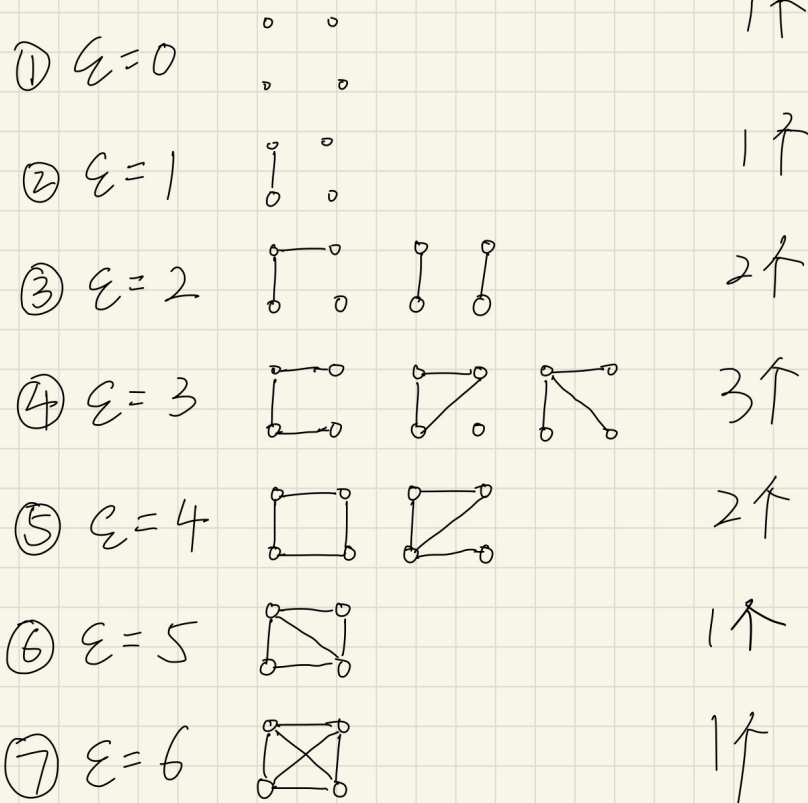 ① ε=0 1个
② ε=1 1个
③ ε=2 2个
④ ε=3 3个
⑤ ε=4 2个
⑥ ε=5 1个
⑦ ε=6 1个